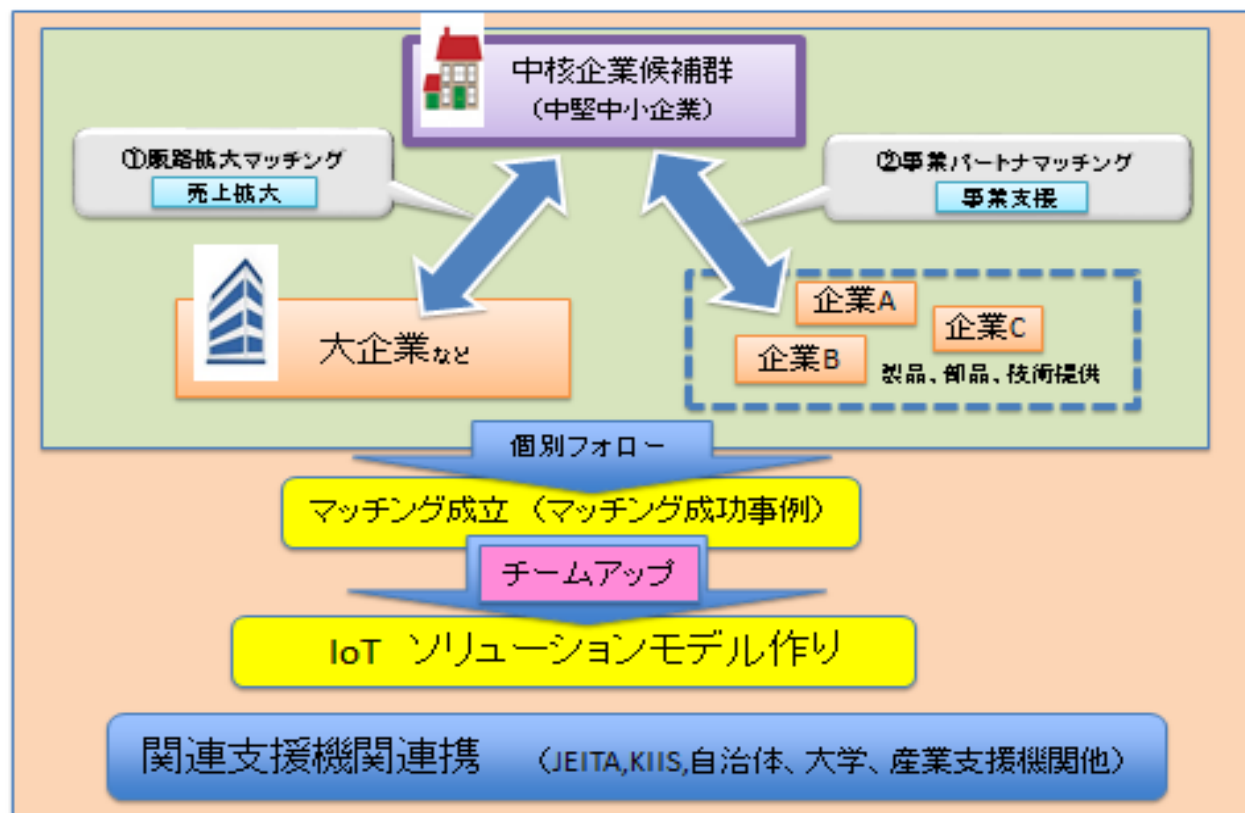 中核企業候補群
（中堅中小企業）
①販路拡大マッチング
売上拡大
②事業パートナマッチング
事業支援
大企業など
企業A
企業C
企業B
製品、部品、技術提供
個別フォロー
マッチング成立（マッチング成功事例）
チームアップ
IoT ソリューションモデル作り
関連支援機関連携 （JEITA,KIIS,自治体、大学、産業支援機関他）